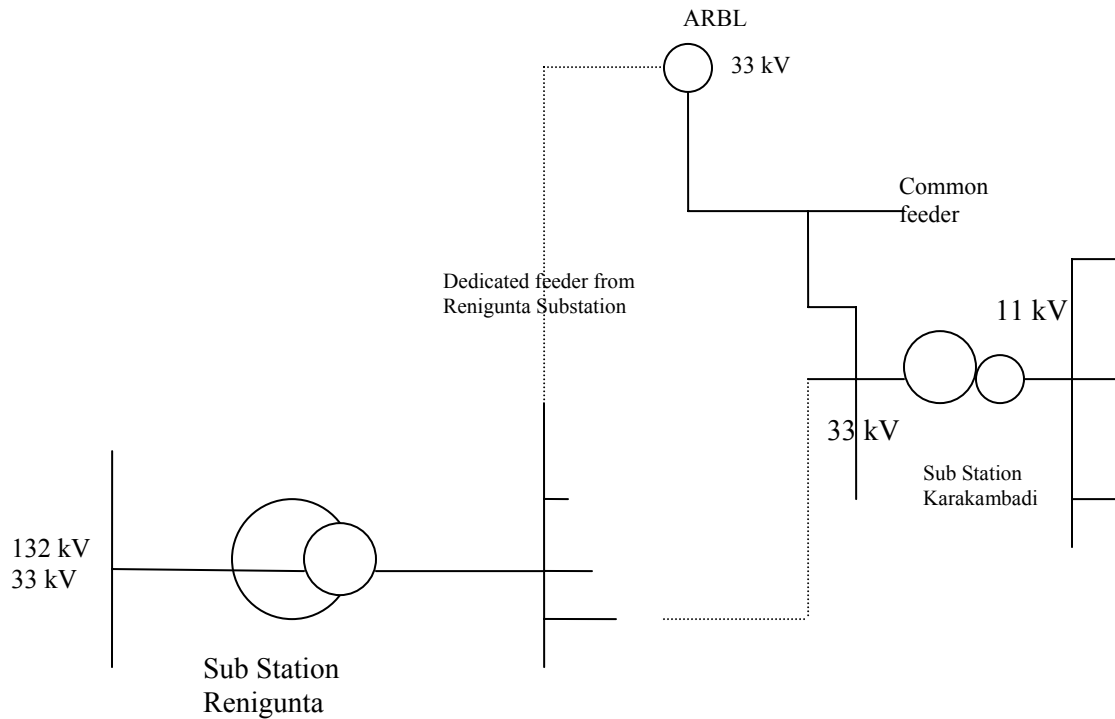 ARBL
33 kV
Common
feeder
Dedicated feeder from
Renigunta Substation
11 kV
33 kV
Sub Station
Karakambadi
132 kV
33 kV
Sub Station
Renigunta